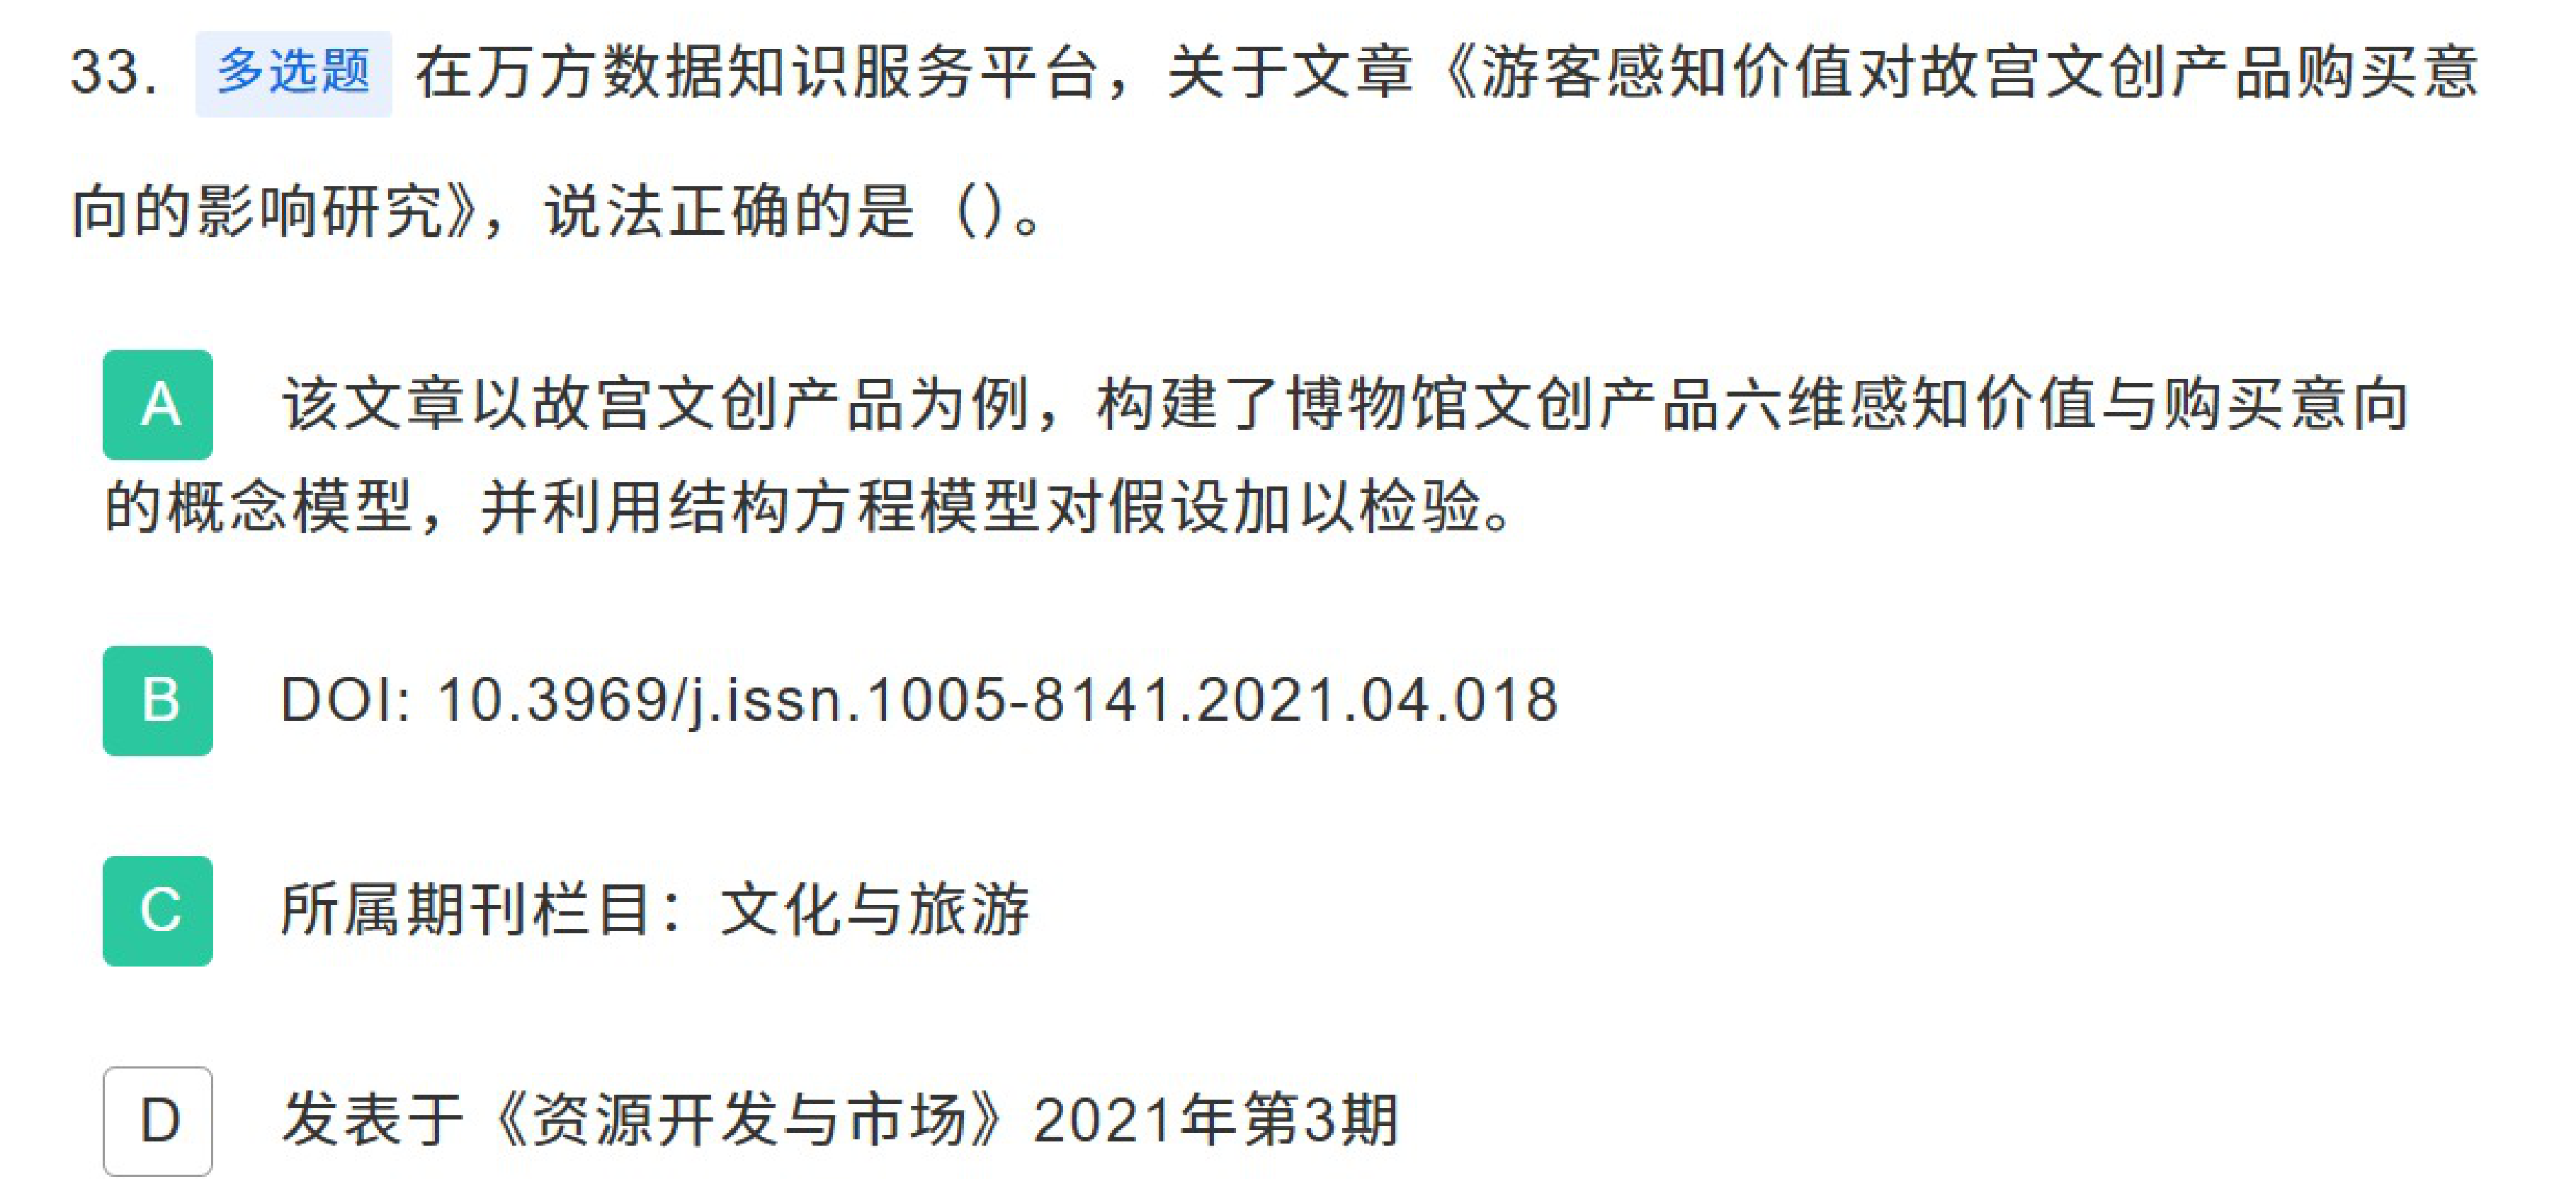 33. 多选题 在万方数据知识服务平台，关于文章《游客感知价值对故宫文创产品购买意
向的影响研究》，说法正确的是（）。
A 该文章以故宫文创产品为例，构建了博物馆文创产品六维感知价值与购买意向
的概念模型，并利用结构方程模型对假设加以检验。
B DOI: 10.3969/j.issn.1005-8141.2021.04.018
C 所属期刊栏目：文化与旅游
D 发表于《资源开发与市场》2021年第3期